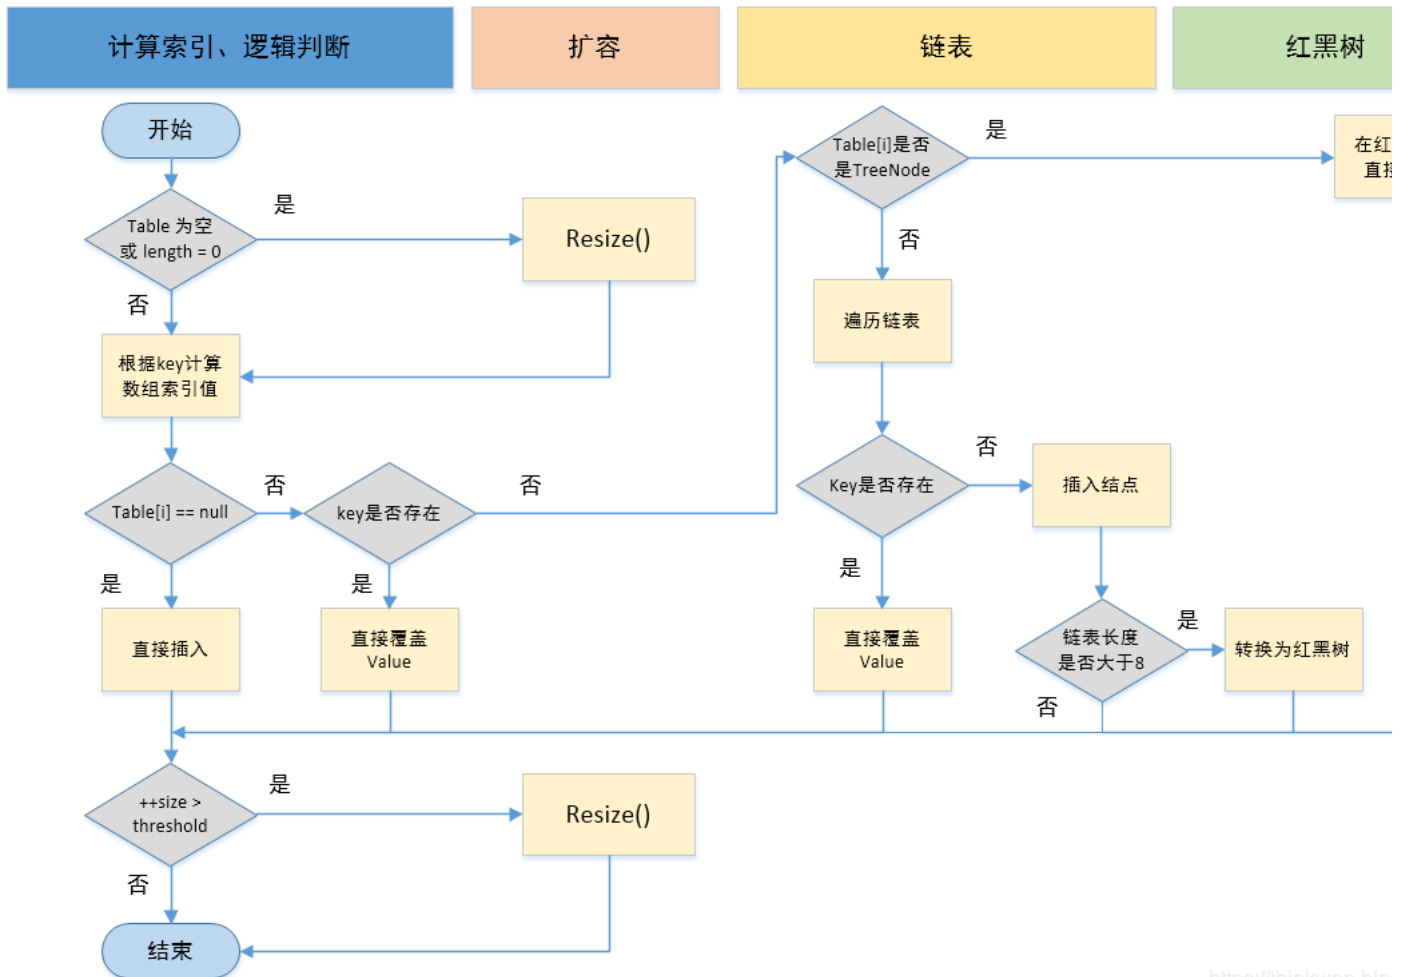 计算索引、逻辑判断
扩容
链表
红黑树
开始
Table 为空
或 length = 0
是
Resize()
否
根据key计算
数组索引值
Table[i] == null
否
key是否存在
否
是
直接插入
是
直接覆盖
Value
Table[i]是否
是TreeNode
是
在红
直接
否
遍历链表
Key是否存在
否
插入结点
是
直接覆盖
Value
链表长度
是否大于8
是
转换为红黑树
否
++size >
threshold
是
Resize()
否
结束